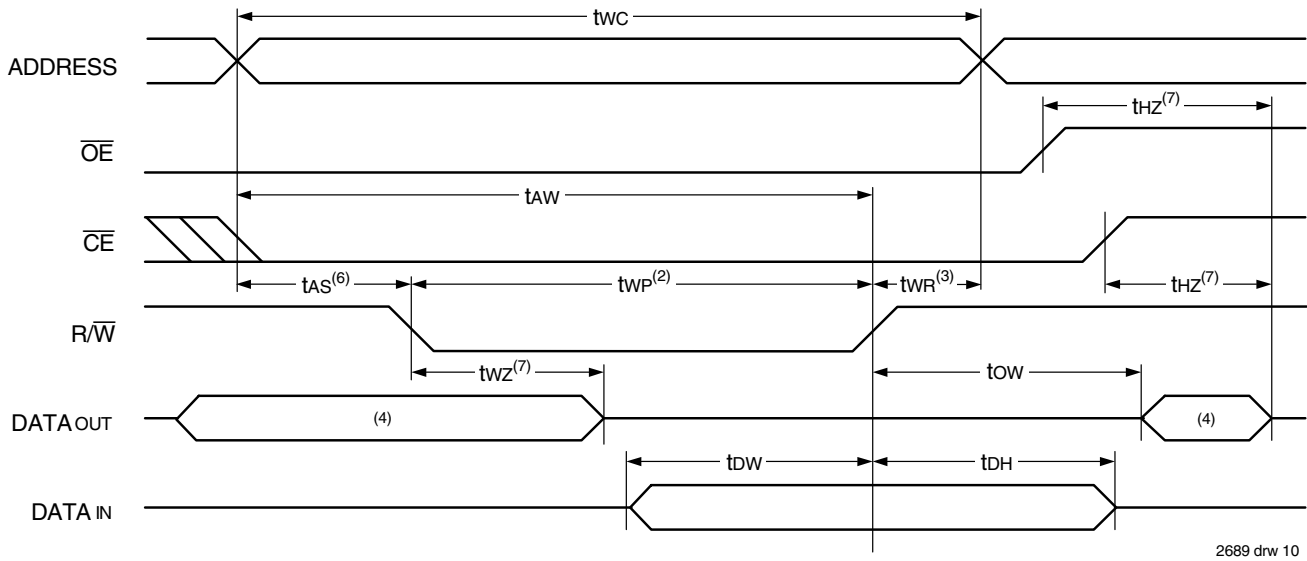 tWC
ADDRESS
tHZ(7)
OE
tAW
CE
tAS(6)
tWP(2)
tWR(3)
tHZ(7)
R/W
tWZ(7)
tOW
DATA OUT
(4)
(4)
tDW
tDH
DATA IN
2689 drw 10